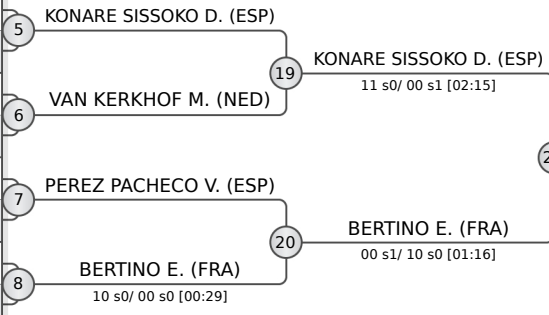 KONARE SISSOKO D. (ESP)
5
19
KONARE SISSOKO D. (ESP)
11 s0/ 00 s1 [02:15]
VAN KERKHOF M. (NED)
6
PEREZ PACHECO V. (ESP)
7
20
BERTINO E. (FRA)
00 s1/ 10 s0 [01:16]
BERTINO E. (FRA)
8
10 s0/ 00 s0 [00:29]